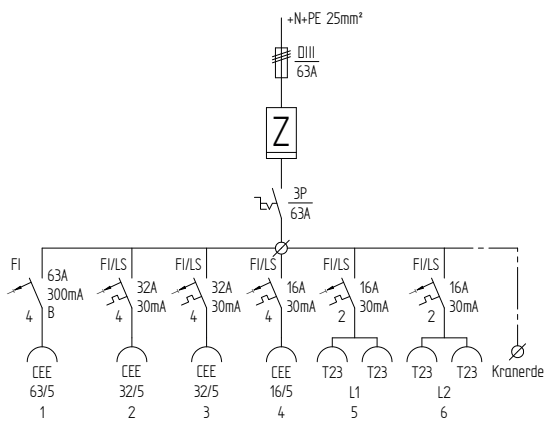 +N+PE 25mm²
DIII
63A
Z
3P
63A
FI FI/LS FI/LS FI/LS FI/LS FI/LS
63A
300mA
B
32A
30mA
32A
30mA
16A
30mA
16A
30mA
16A
30mA
4 4 4 4 2 2
CEE CEE CEE CEE T23 T23 T23 T23 Kranerde
63/5 32/5 32/5 16/5 L1 L2
1 2 3 4 5 6